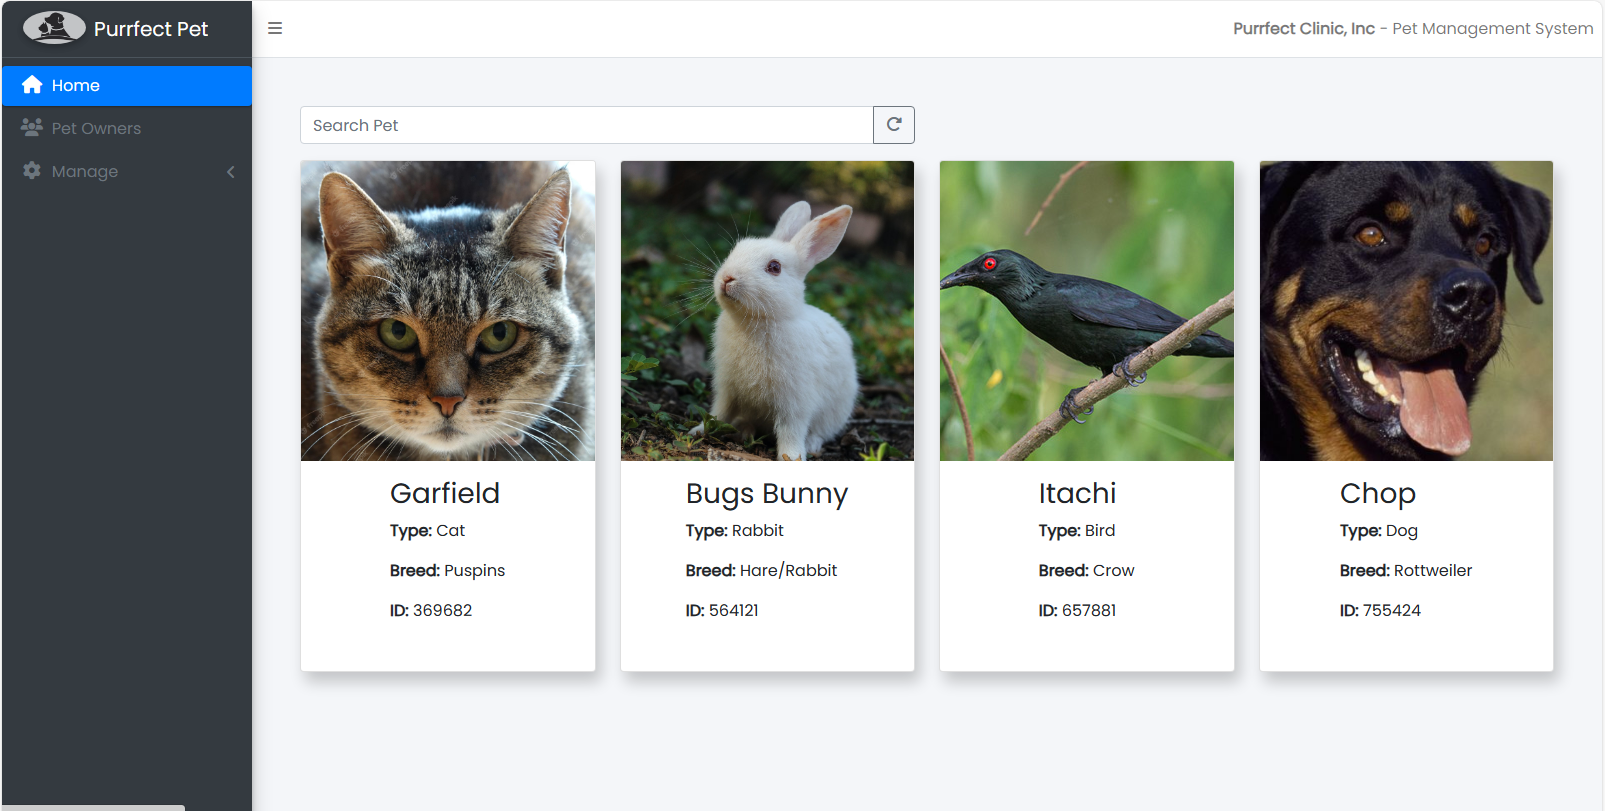 Purrfect Pet
Purrfect Clinic, Inc - Pet Management System
Home
Pet Owners
Manage
Search Pet
Garfield
Type: Cat
Breed: Puspins
ID: 369682
Bugs Bunny
Type: Rabbit
Breed: Hare/Rabbit
ID: 564121
Itachi
Type: Bird
Breed: Crow
ID: 657881
Chop
Type: Dog
Breed: Rottweiler
ID: 755424